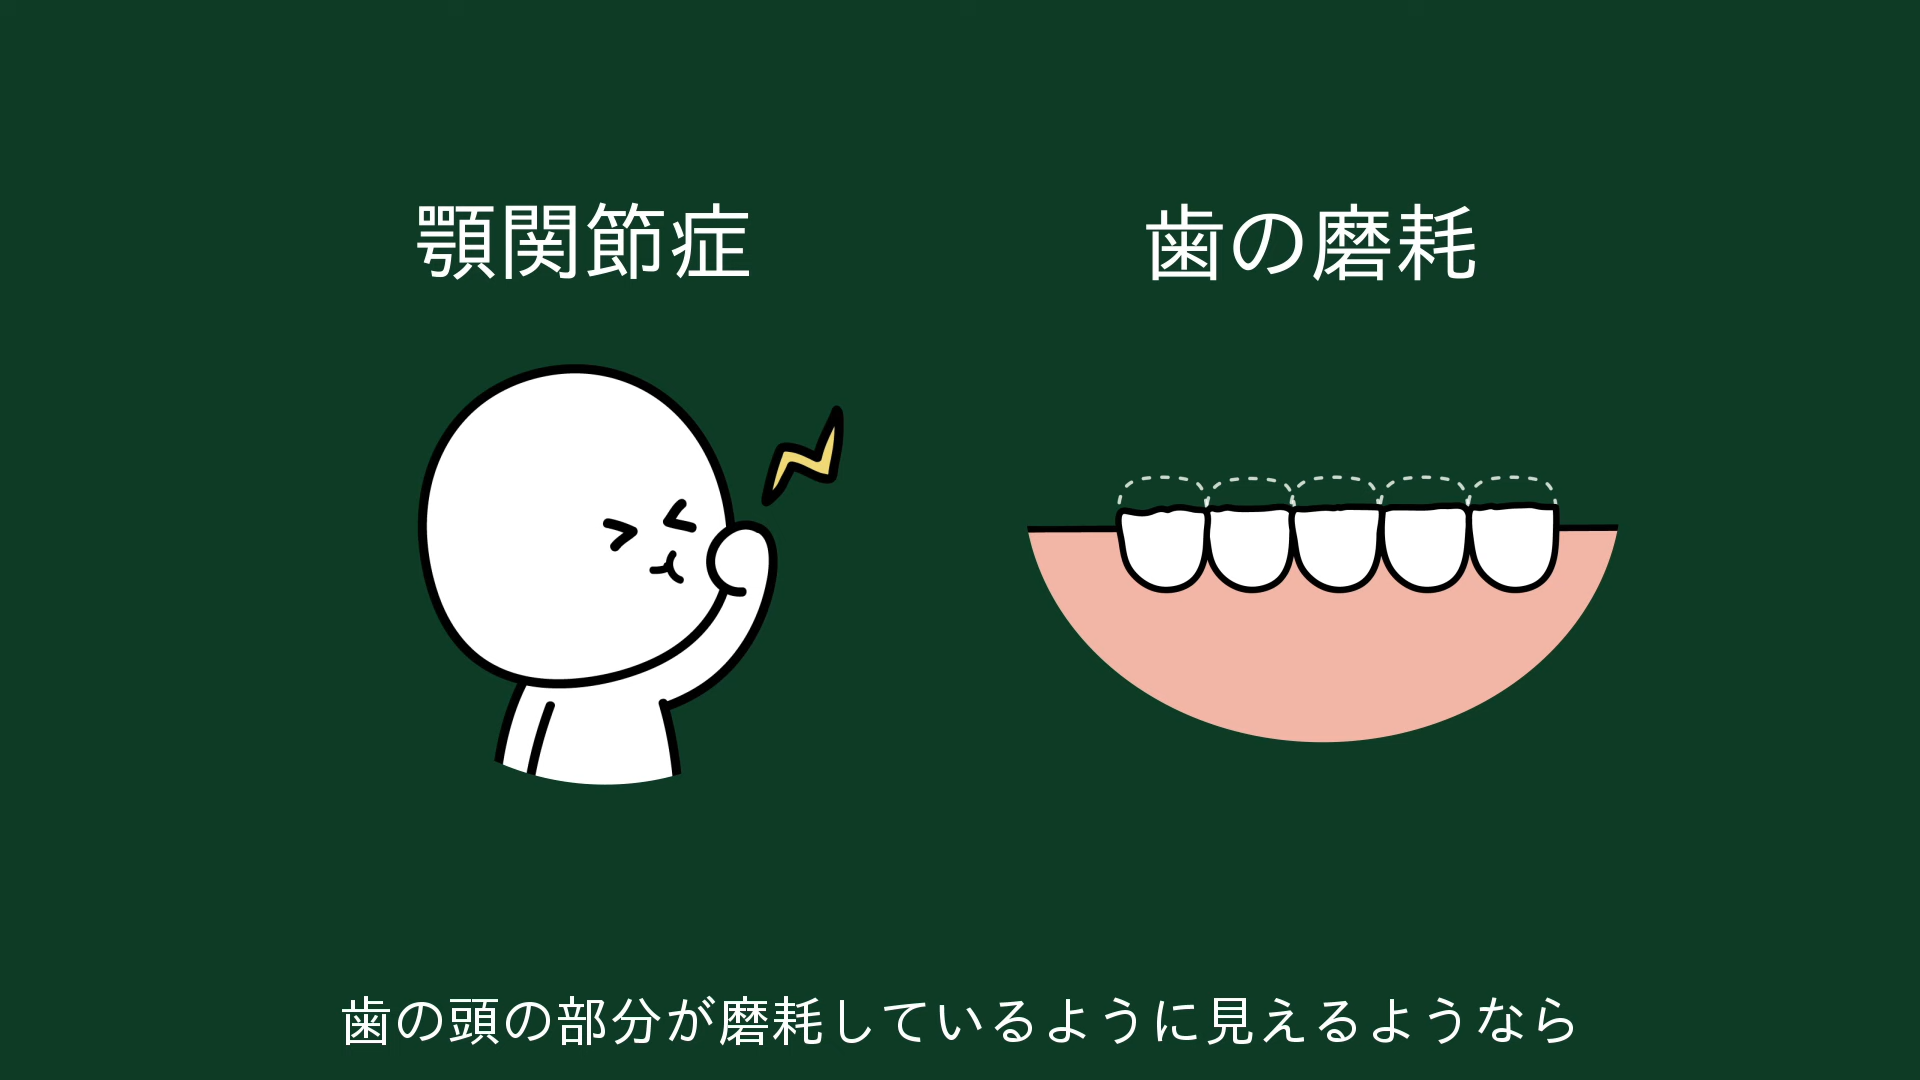 顎関節症
歯の磨耗
歯の頭の部分が磨耗しているように見えるようなら